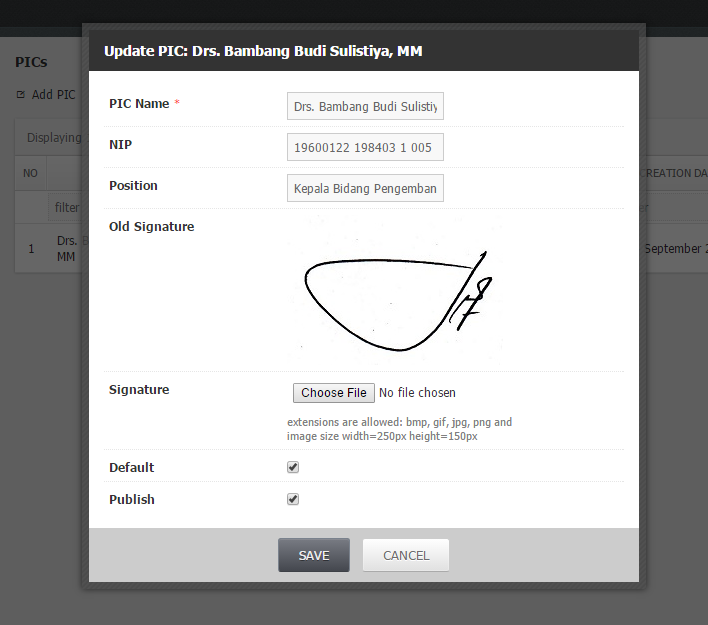 Update PIC: Drs. Bambang Budi Sulistiya, MM
PICs
Add PIC
Displaying
NO
CREATION DA
filter
1
Drs. B
MM
September 2
PIC Name *
Drs. Bambang Budi Sulistiy
NIP
19600122 198403 1 005
Position
Kepala Bidang Pengemban
Old Signature
Signature
Choose File No file chosen
extensions are allowed: bmp, gif, jpg, png and
image size width=250px height=150px
Default
Publish
SAVE
CANCEL